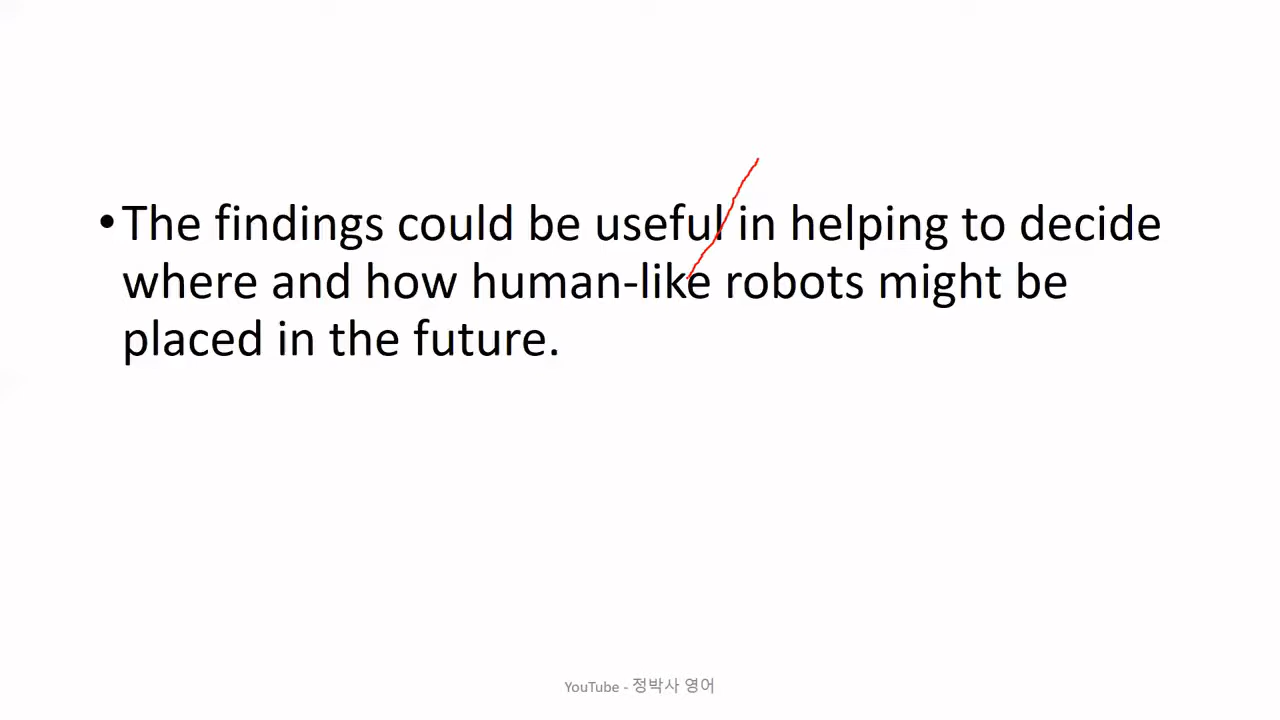 •The findings could be useful in helping to decide
where and how human-like robots might be
placed in the future.
YouTube - 정박사 영어